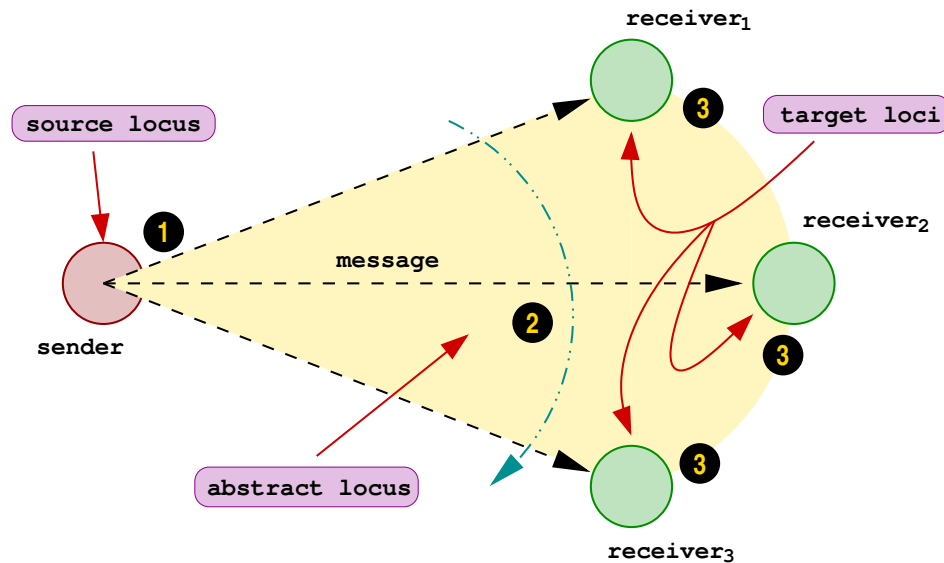 receiver₁
source locus
3
target loci
1
receiver₂
message
2
sender
3
3
abstract locus
receiver₃